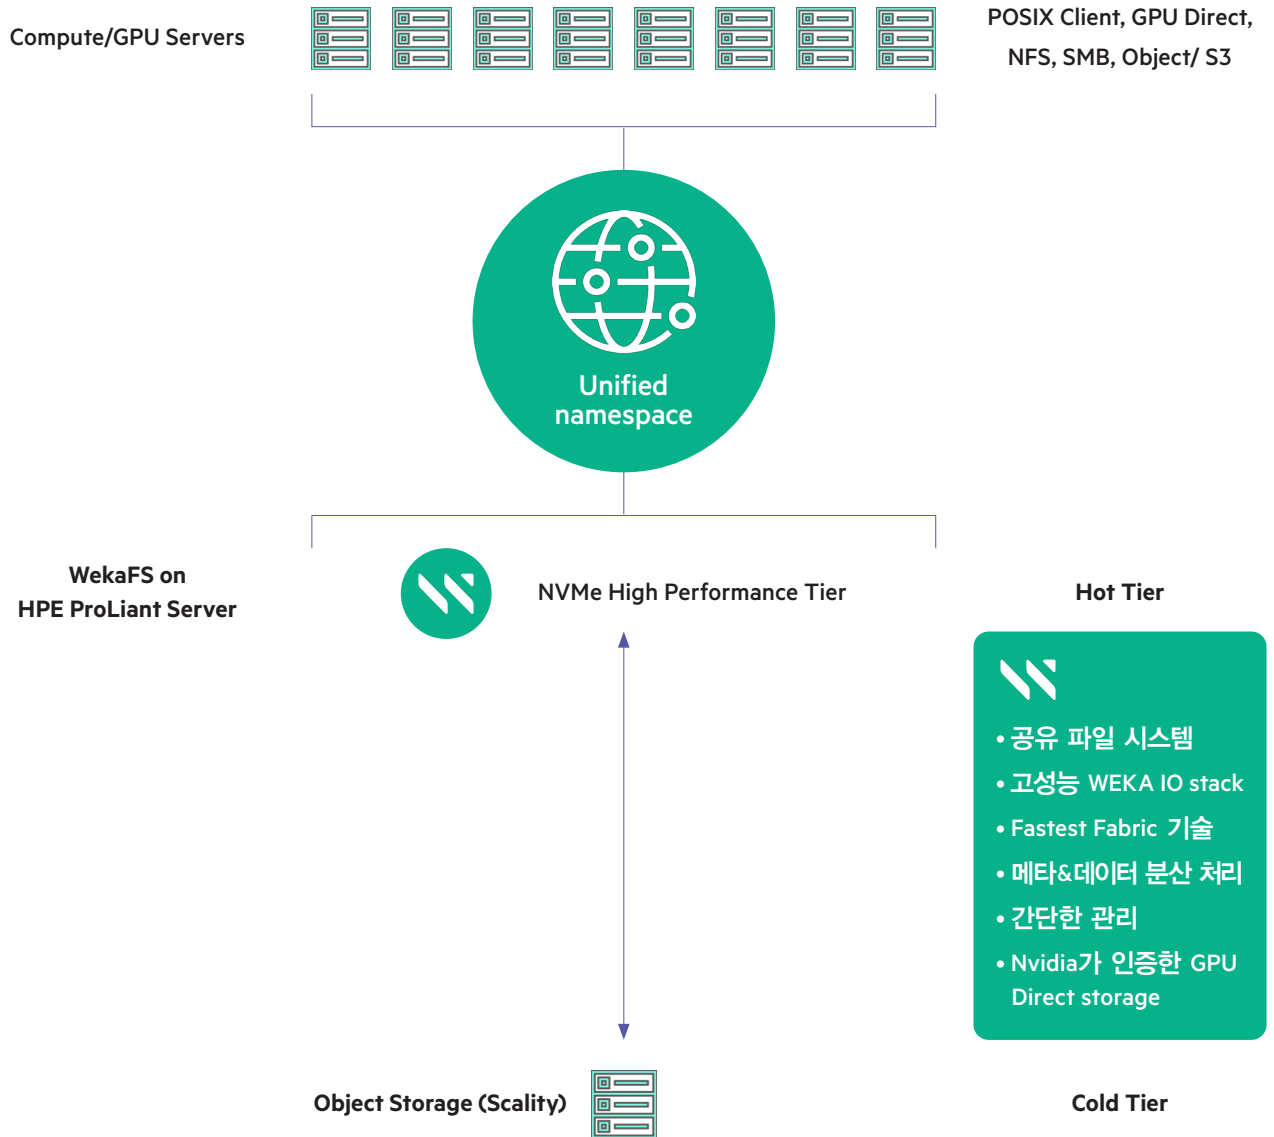 Compute/GPU Servers
POSIX Client, GPU Direct,
NFS, SMB, Object/ S3
Unified
namespace
WekaFS on
HPE ProLiant Server
NVMe High Performance Tier
Hot Tier
• 공유 파일 시스템
• 고성능 WEKA IO stack
• Fastest Fabric 기술
• 메타&데이터 분산 처리
• 간단한 관리
• Nvidia가 인증한 GPU
Direct storage
Object Storage (Scality)
Cold Tier